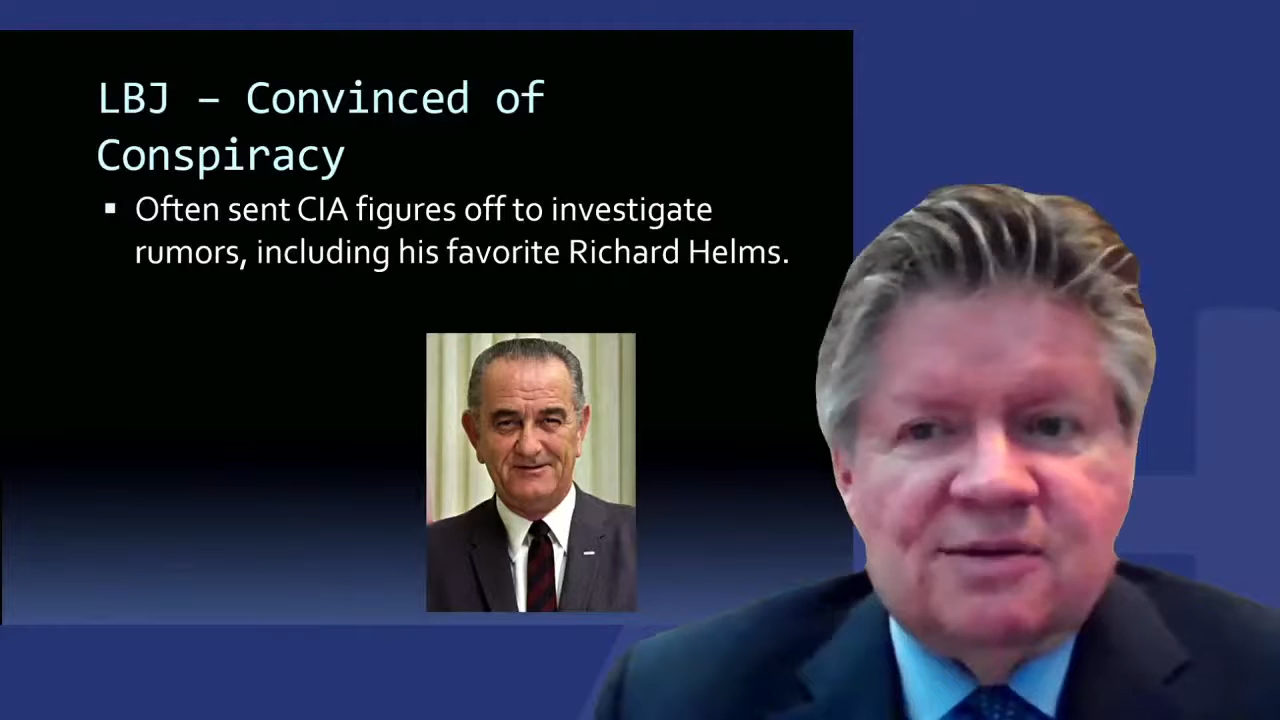 LBJ – Convinced of
Conspiracy
▪ Often sent CIA figures off to investigate
rumors, including his favorite Richard Helms.